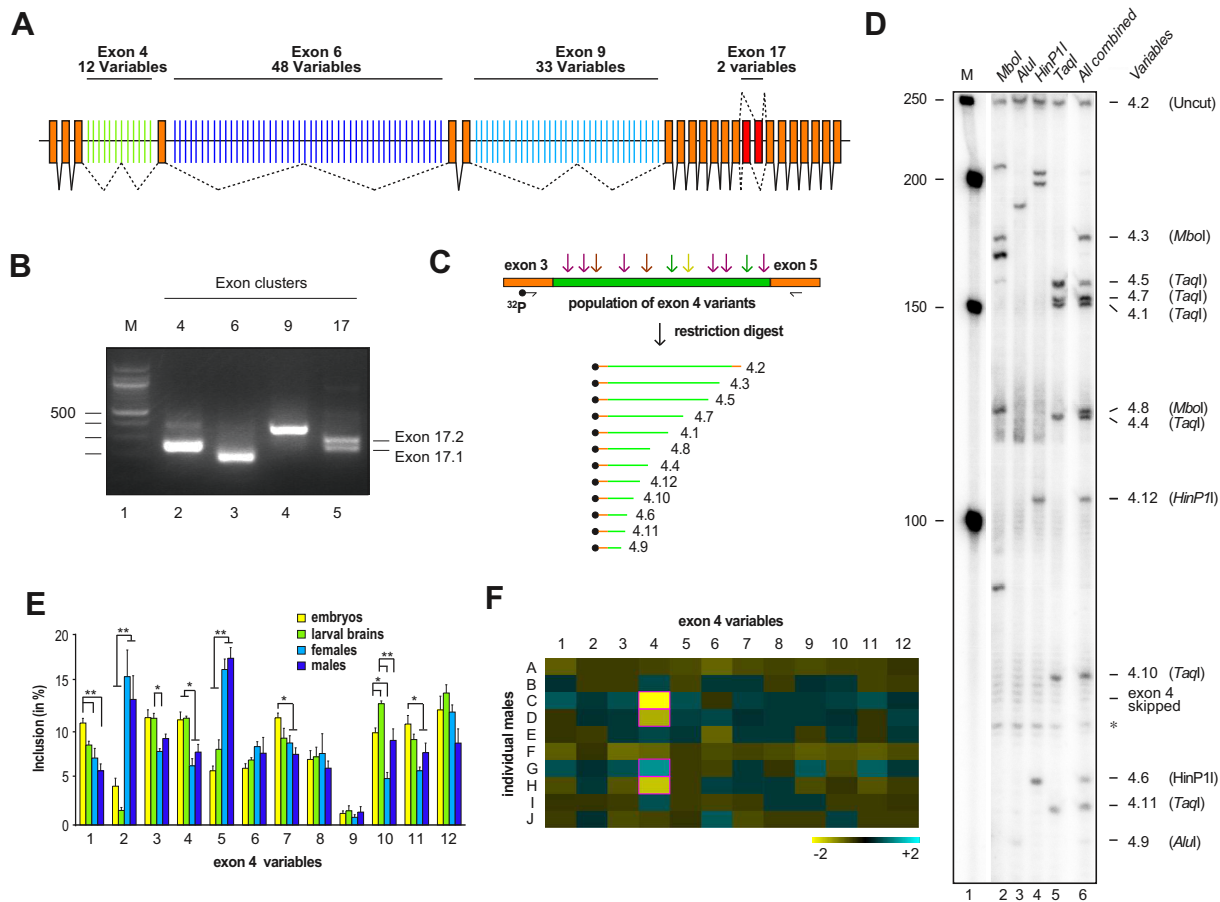 A
Exon 4
12 Variables
Exon 6
48 Variables
Exon 9
33 Variables
Exon 17
2 variables
B
Exon clusters
M 4 6 9 17
500
Exon 17.2
Exon 17.1
1 2 3 4 5
C
exon 3
exon 5
32P
population of exon 4 variants
restriction digest
4.2
4.3
4.5
4.7
4.1
4.8
4.4
4.12
4.10
4.6
4.11
4.9
D
M
MboI
AluI
HinP1I
TaqI
All combined
Variables
250
200
150
100
4.2 (Uncut)
4.3 (MboI)
4.5 (TaqI)
4.7 (TaqI)
4.1 (TaqI)
4.8 (MboI)
4.4 (TaqI)
4.12 (HinP1I)
4.10 (TaqI)
exon 4
skipped
*
4.6 (HinP1I)
4.11 (TaqI)
4.9 (AluI)
1 2 3 4 5 6
E
embryos
larval brains
females
males
Inclusion (in %)
20
15
10
5
0
**
**
*
*
**
*
*
**
*
1 2 3 4 5 6 7 8 9 10 11 12
exon 4 variables
F
exon 4 variables
1 2 3 4 5 6 7 8 9 10 11 12
individual males
A
B
C
D
E
F
G
H
I
J
-2 +2